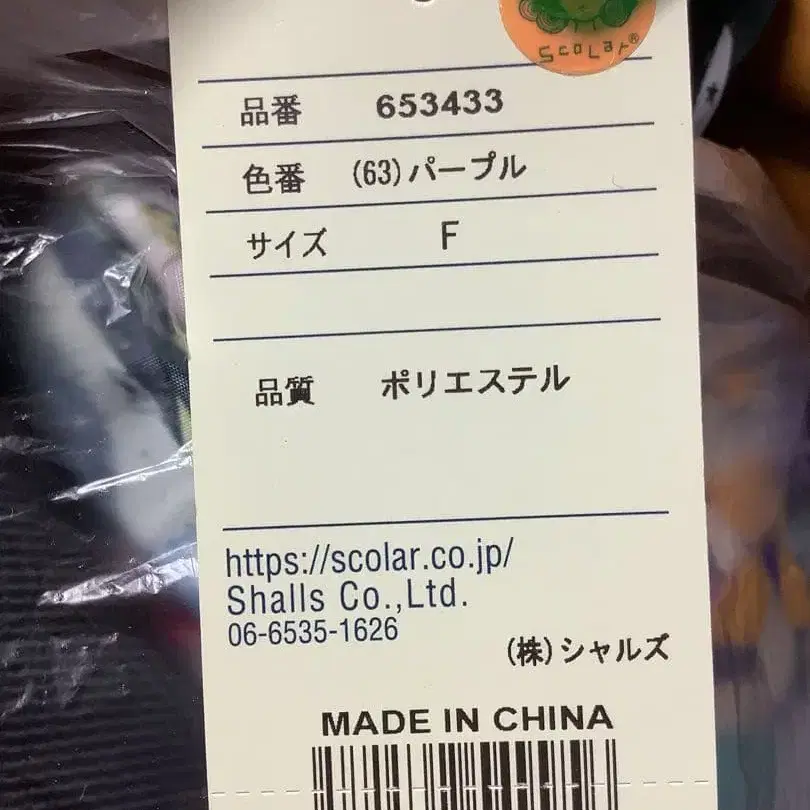 ScoLar®
品番 653433
色番 (63)パープル
サイズ F
品質 ポリエステル
https://scolar.co.jp/
Shalls Co.,Ltd.
06-6535-1626
(株)シャルズ
MADE IN CHINA